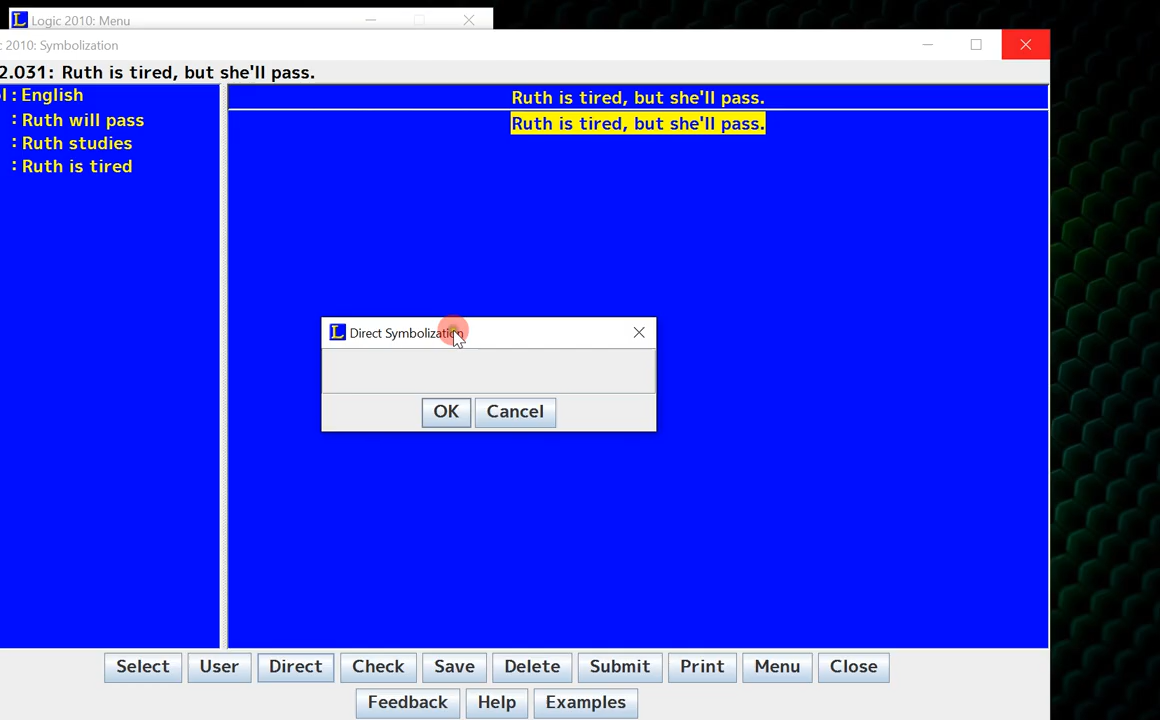 Logic 2010: Menu
2010: Symbolization
2.031: Ruth is tired, but she'll pass.
: English
: Ruth will pass
: Ruth studies
: Ruth is tired
Ruth is tired, but she'll pass.
Ruth is tired, but she'll pass.
L Direct Symbolization
OK Cancel
Select User Direct Check Save Delete Submit Print Menu Close
Feedback Help Examples